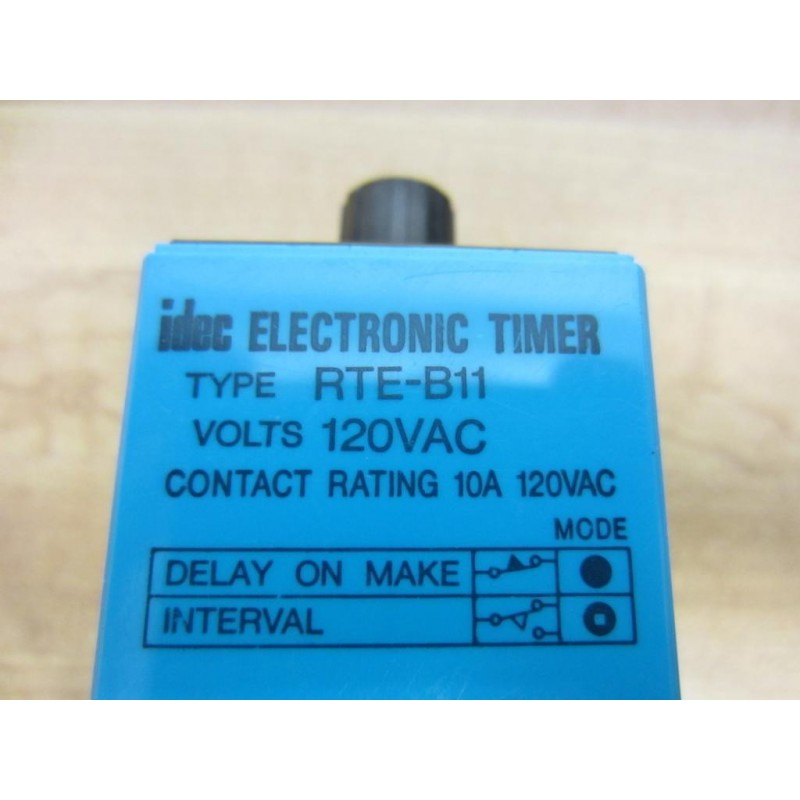 idec ELECTRONIC TIMER
TYPE RTE-B11
VOLTS 120VAC
CONTACT RATING 10A 120VAC
MODE
DELAY ON MAKE
INTERVAL